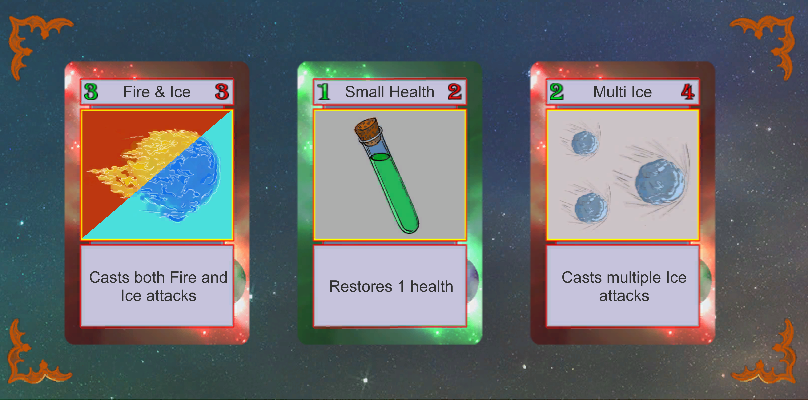 3 Fire & Ice 3
Casts both Fire and
Ice attacks
1 Small Health 2
Restores 1 health
2 Multi Ice 4
Casts multiple Ice
attacks